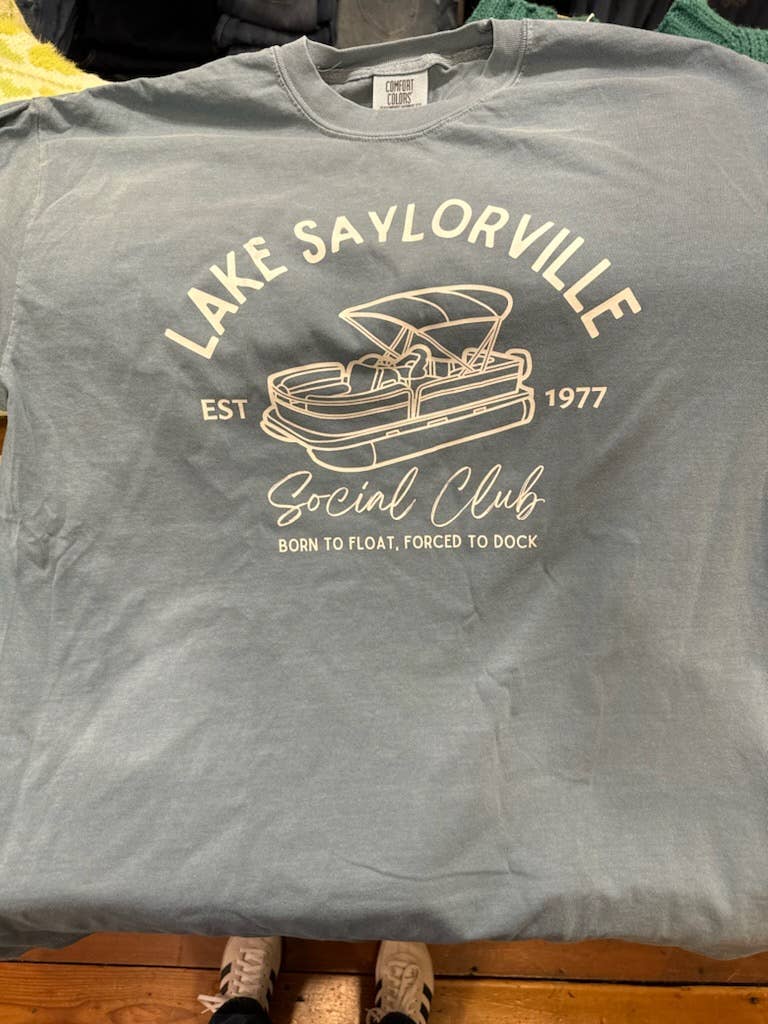 COMFORT
COLORS
LAKE SAYLORVILLE
EST 1977
Social Club
BORN TO FLOAT, FORCED TO DOCK